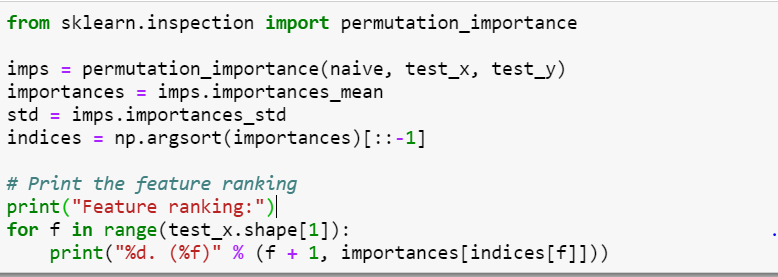 from sklearn.inspection import permutation_importance

imps = permutation_importance(naive, test_x, test_y)
importances = imps.importances_mean
std = imps.importances_std
indices = np.argsort(importances)[::-1]

# Print the feature ranking
print("Feature ranking:")
for f in range(test_x.shape[1]):
    print("%d. (%f)" % (f + 1, importances[indices[f]]))